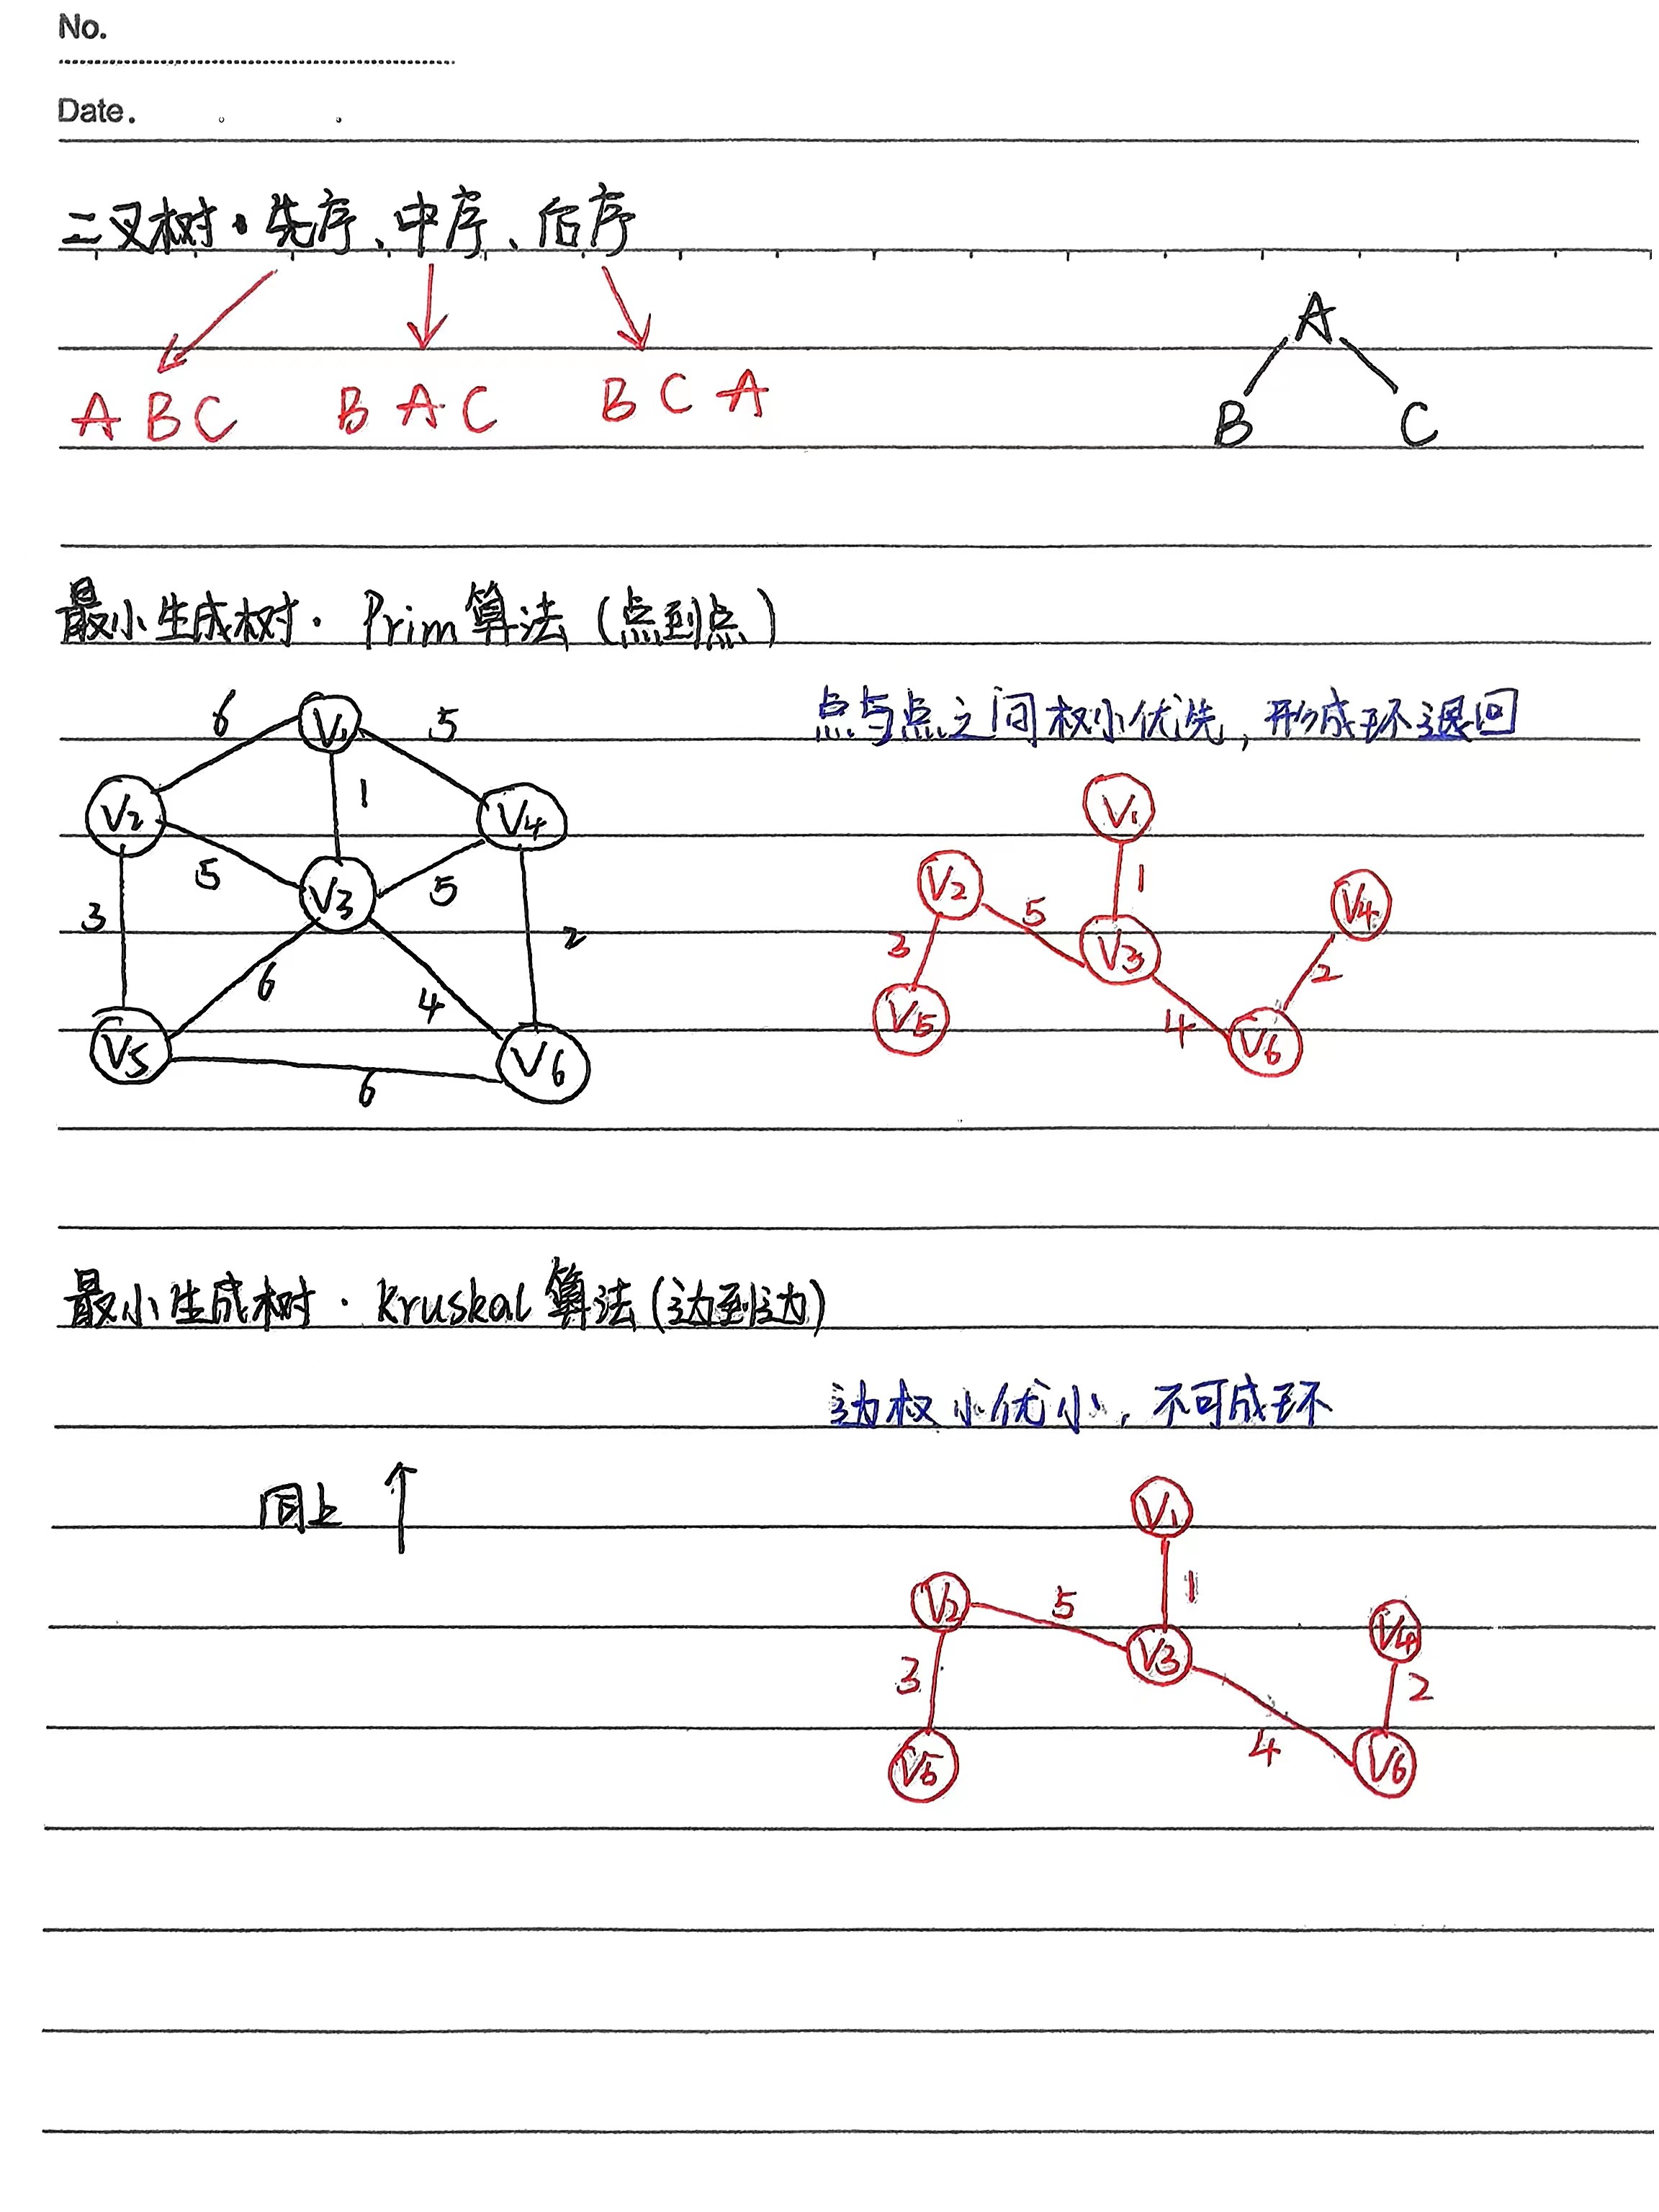 No.
Date.
二叉树·先序、中序、后序
A B C  B A C  B C A
A
B C
最小生成树· Prim算法(点到点)
点与点之间权小优先,形成环退回
6 V1 5
V2 1 V4
5 V3 5
3 6 4 2
V5 6 V6
V1
V2 5 1 V4
3 V3 2
V5 4 V6
最小生成树· Kruskal算法(边到边)
边权小优小,不可成环
同上 ↑
V1
V2 5 1 V4
3 V3 2
V5 4 V6